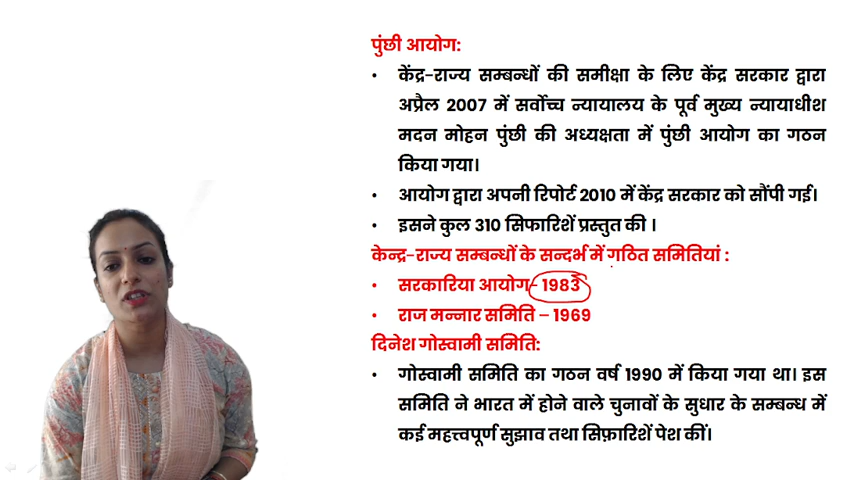 पुंछी आयोग:
• केंद्र-राज्य सम्बन्धों की समीक्षा के लिए केंद्र सरकार द्वारा
अप्रैल 2007 में सर्वोच्च न्यायालय के पूर्व मुख्य न्यायाधीश
मदन मोहन पुंछी की अध्यक्षता में पुंछी आयोग का गठन
किया गया।
• आयोग द्वारा अपनी रिपोर्ट 2010 में केंद्र सरकार को सौंपी गई।
• इसने कुल 310 सिफारिशें प्रस्तुत की ।
केन्द्र-राज्य सम्बन्धों के सन्दर्भ में गठित समितियां :
• सरकारिया आयोग - 1983
• राज मन्नार समिति – 1969
दिनेश गोस्वामी समिति:
• गोस्वामी समिति का गठन वर्ष 1990 में किया गया था। इस
समिति ने भारत में होने वाले चुनावों के सुधार के सम्बन्ध में
कई महत्त्वपूर्ण सुझाव तथा सिफ़ारिशें पेश कीं।